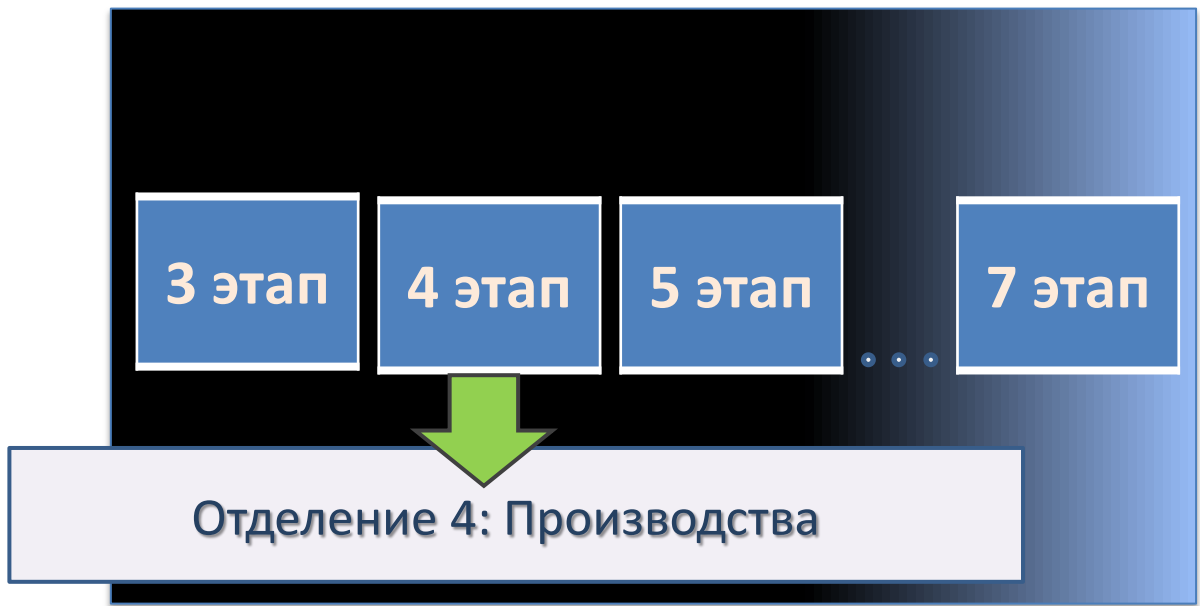 3 этап
4 этап
5 этап
7 этап
Отделение 4: Производства